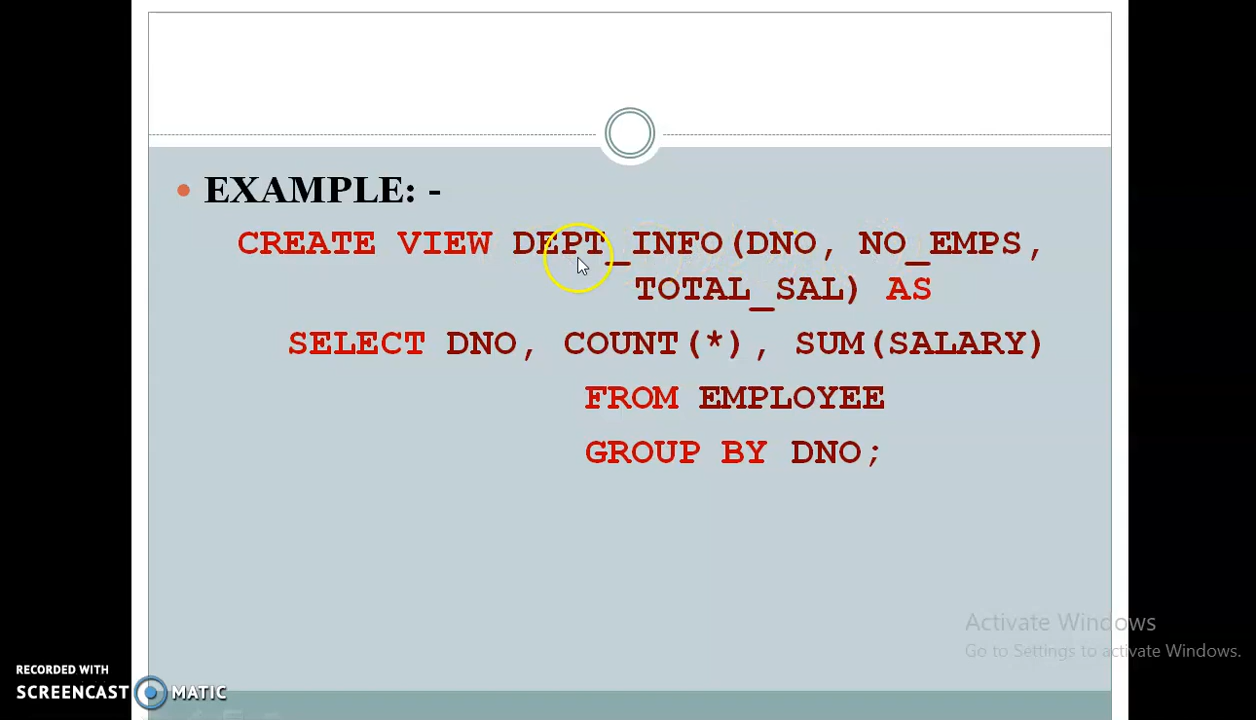 EXAMPLE: -
CREATE VIEW DEPT_INFO(DNO, NO_EMPS,
TOTAL_SAL) AS
SELECT DNO, COUNT(*), SUM(SALARY)
FROM EMPLOYEE
GROUP BY DNO;
Activate Windows
Go to Settings to activate Windows.
RECORDED WITH
SCREENCAST MATIC